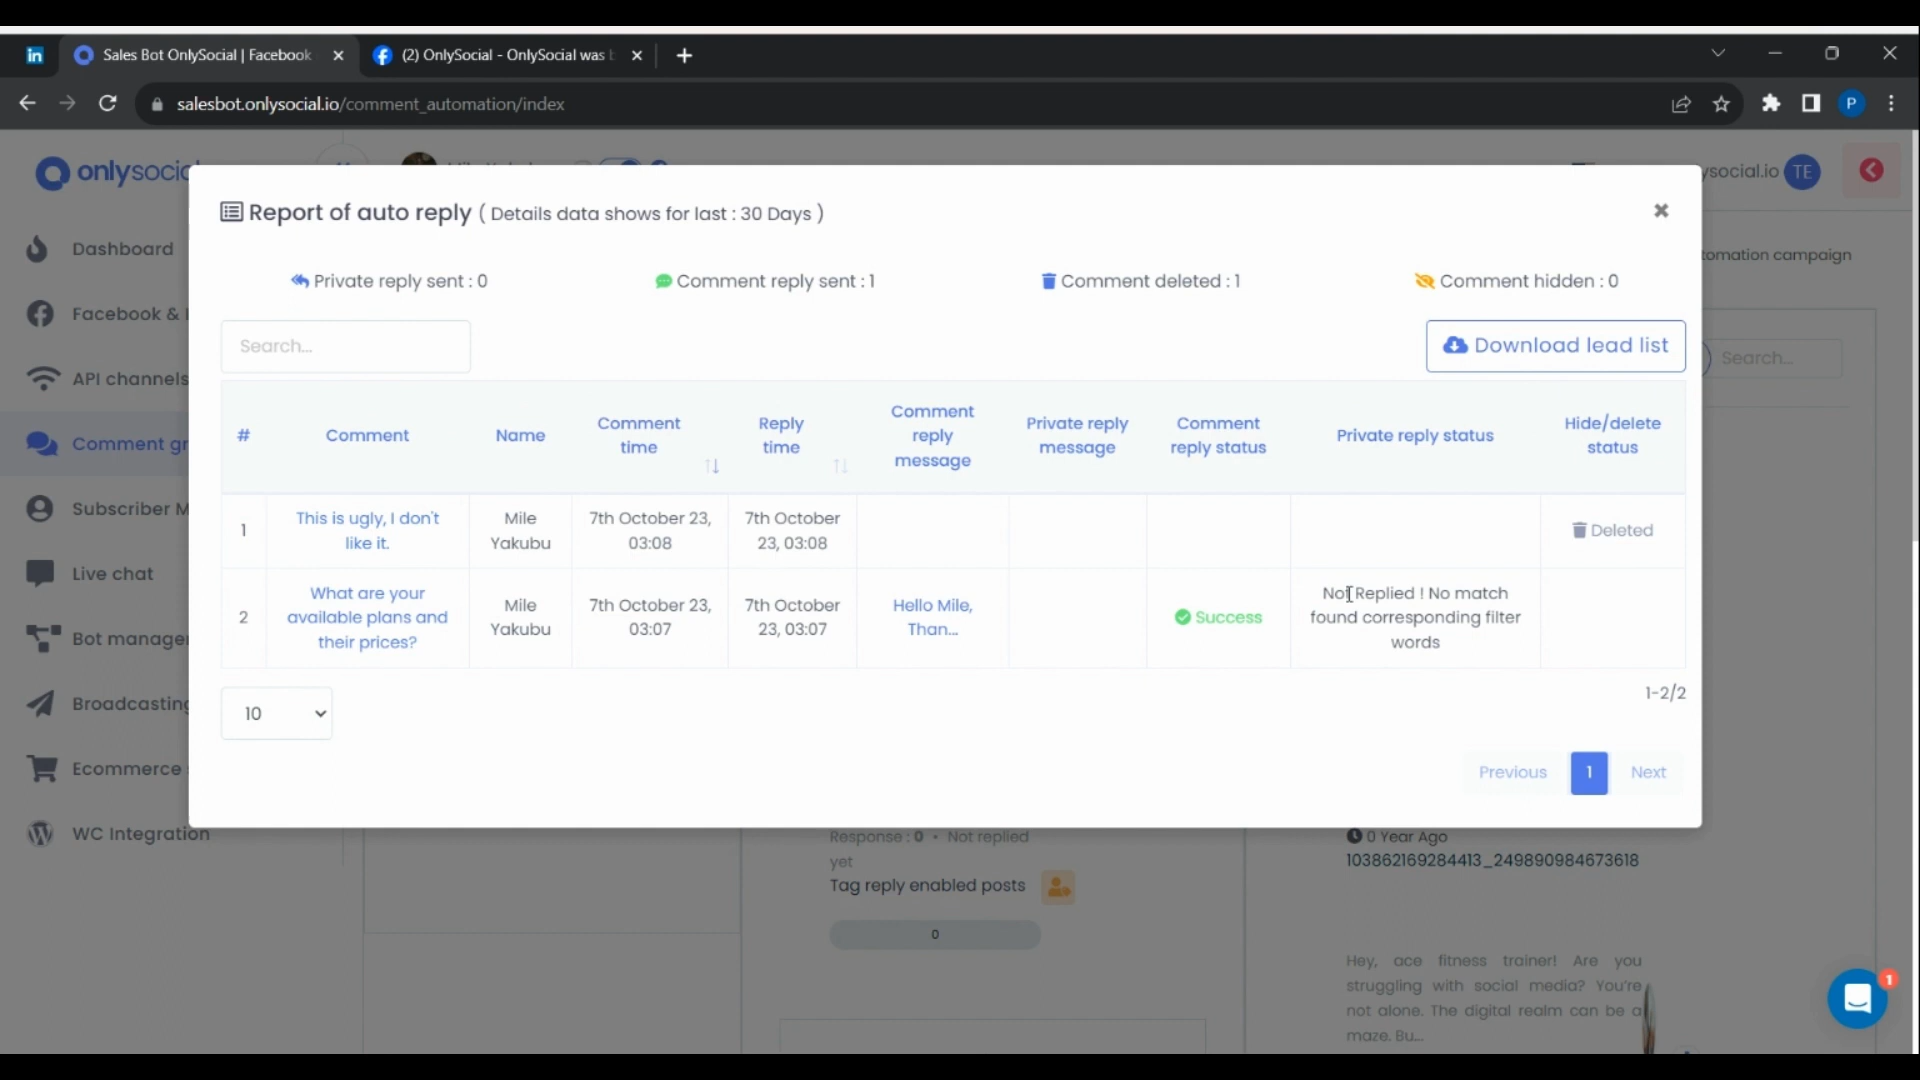 in
Sales Bot OnlySocial | Facebook
(2) OnlySocial - OnlySocial was
salesbot.onlysocial.io/comment_automation/index
P
onlysoci
ysocial.io
TE
Report of auto reply ( Details data shows for last : 30 Days )
Dashboard
tomation campaign
Private reply sent : 0
Comment reply sent : 1
Comment deleted : 1
Comment hidden : 0
Facebook &
Search...
Download lead list
Search...
API channels
#
Comment
Name
Comment
time
Reply
time
Comment
reply
message
Private reply
message
Comment
reply status
Private reply status
Hide/delete
status
Comment gr
1
This is ugly, I don't
like it.
Mile
Yakubu
7th October 23,
03:08
7th October
23, 03:08
Deleted
Subscriber M
Live chat
2
What are your
available plans and
their prices?
Mile
Yakubu
7th October 23,
03:07
7th October
23, 03:07
Hello Mile,
Than...
Success
Not Replied ! No match
found corresponding filter
words
Bot manager
1-2/2
Broadcasting
10
Ecommerce
Previous
1
Next
WC Integration
Response : 0 • Not replied
yet
Tag reply enabled posts
0
0 Year Ago
103862169284413_249890984673618
Hey, ace fitness trainer! Are you
struggling with social media? You're
not alone. The digital realm can be a
maze. Bu...
1